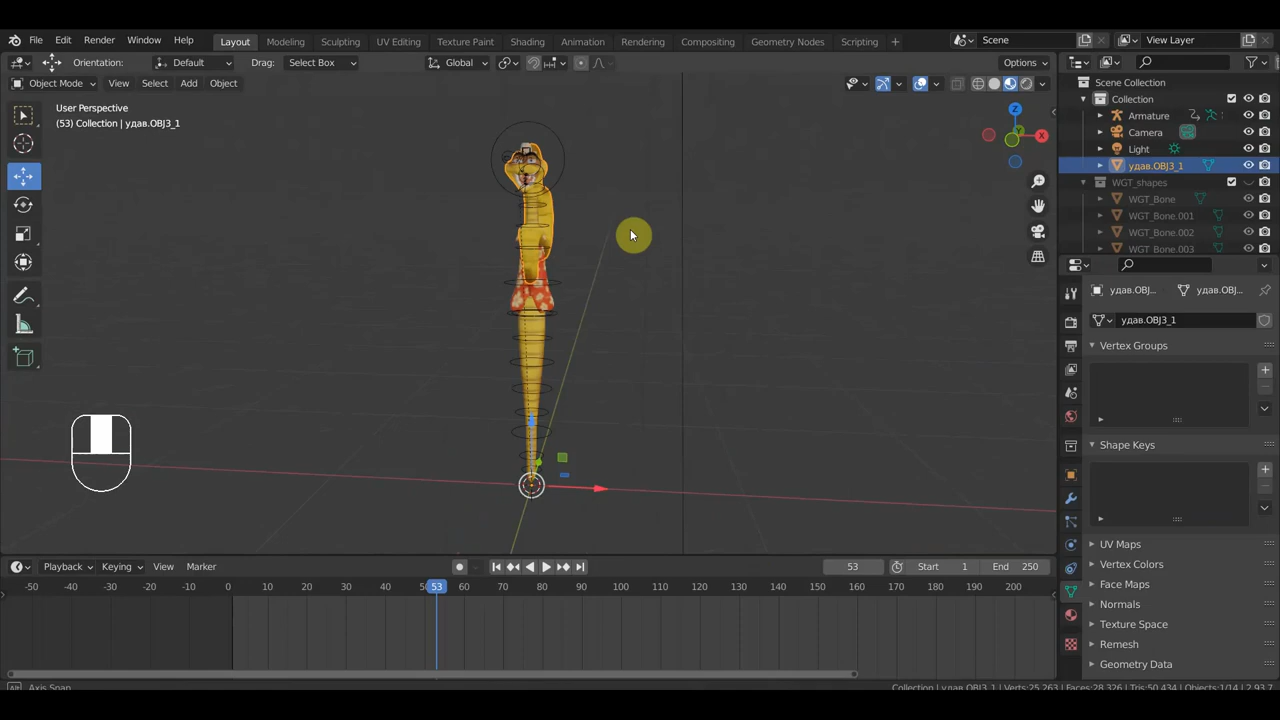 File Edit Render Window Help Layout Modeling Sculpting UV Editing Texture Paint Shading Animation Rendering Compositing Geometry Nodes Scripting + Scene View Layer
Orientation: Default Drag: Select Box Global Options
Object Mode View Select Add Object
User Perspective
(53) Collection | удав.OBJ3_1
Z
X
Scene Collection
Collection
Armature
Camera
Light
удав.OBJ3_1
WGT_shapes
WGT_Bone
WGT_Bone.001
WGT_Bone.002
WGT_Bone.003
удав.OBJ... удав.OBJ...
удав.OBJ3_1
Vertex Groups
Shape Keys
UV Maps
Vertex Colors
Face Maps
Normals
Texture Space
Remesh
Geometry Data
Playback Keying View Marker 53 Start 1 End 250
-50 -40 -30 -20 -10 0 10 20 30 40 53 60 70 80 90 100 110 120 130 140 150 160 170 180 190 200
Axis Snap Collection | удав.OBJ3_1 | Verts:25,263 | Faces:28,326 | Tris:50,434 | Objects:1/14 | 2.93.7